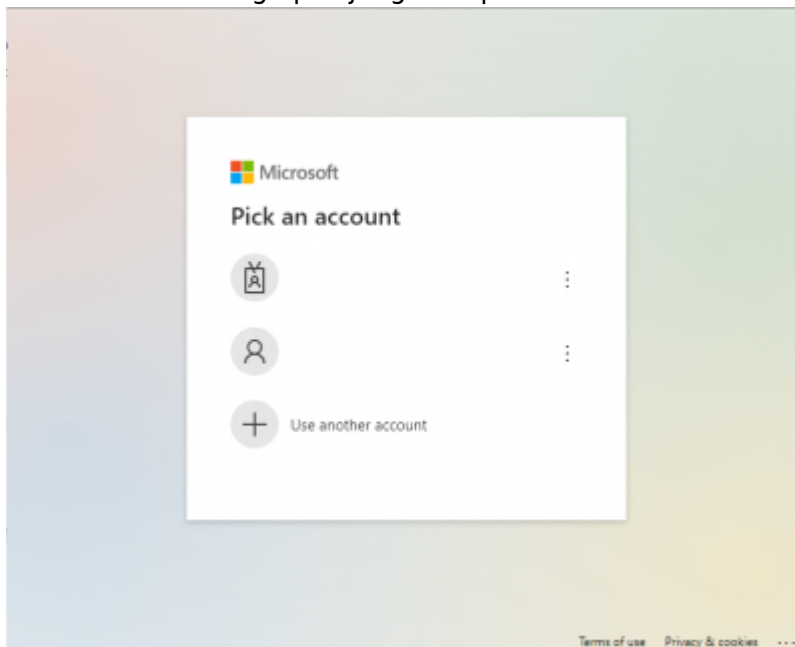 Microsoft
Pick an account
Use another account
Terms of use Privacy & cookies ...